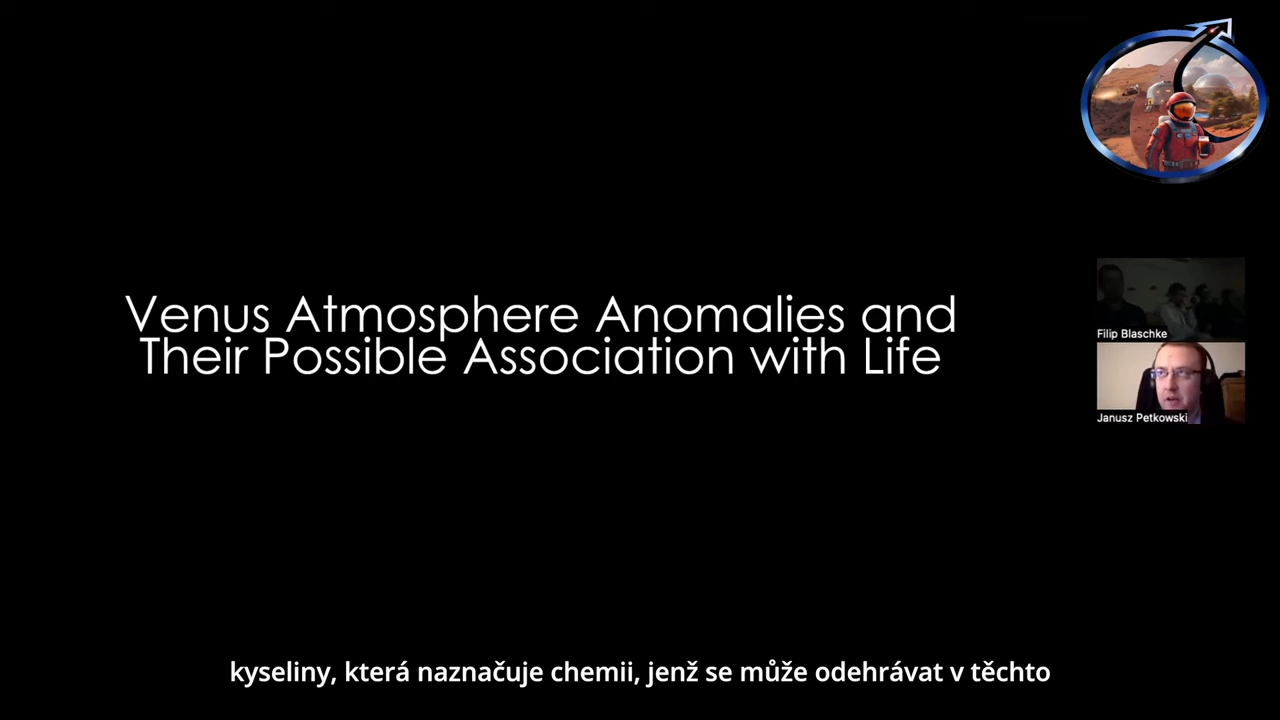 Venus Atmosphere Anomalies and
Their Possible Association with Life
Filip Blaschke
Janusz Petkowski
kyseliny, která naznačuje chemii, jenž se může odehrávat v těchto